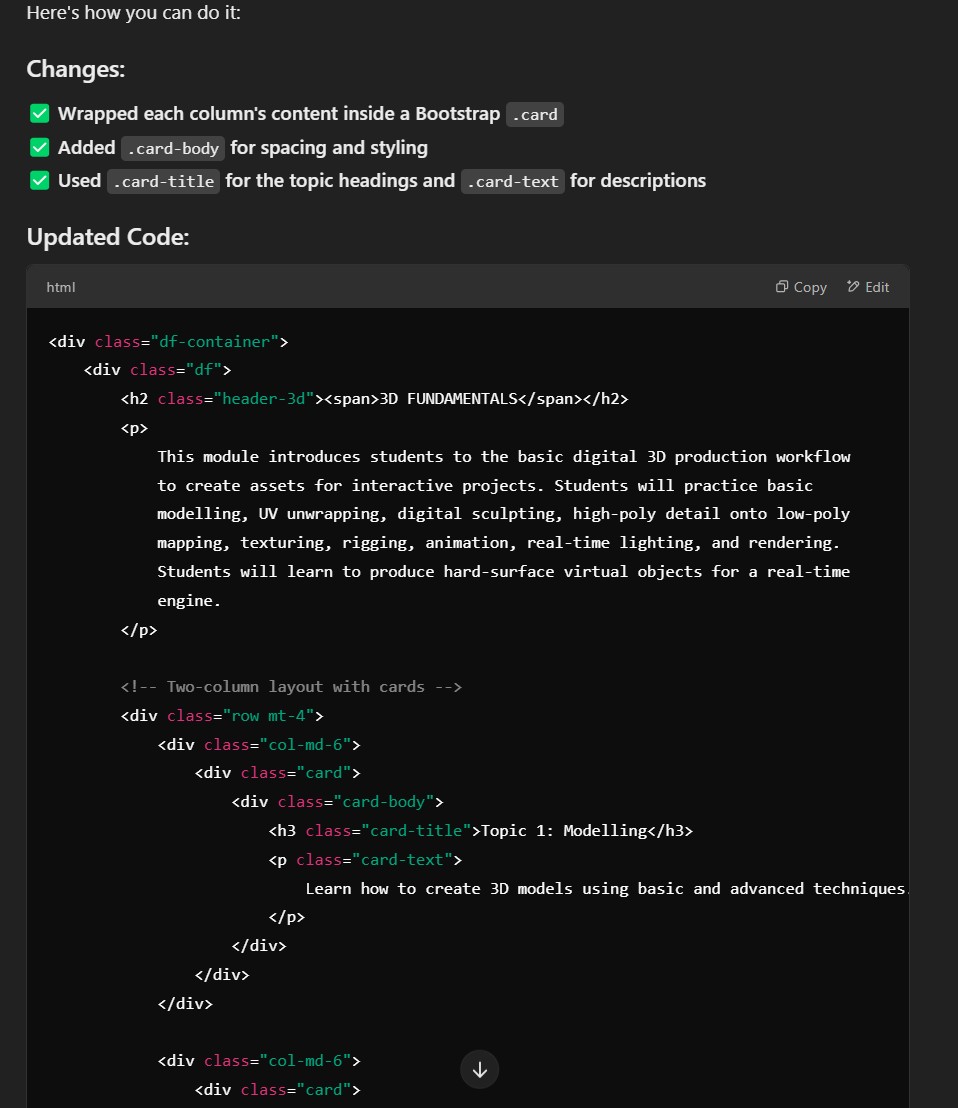 Here's how you can do it:
Changes:
✅ Wrapped each column's content inside a Bootstrap .card
✅ Added .card-body for spacing and styling
✅ Used .card-title for the topic headings and .card-text for descriptions
Updated Code:
html Copy Edit
<div class="df-container">
    <div class="df">
        <h2 class="header-3d"><span>3D FUNDAMENTALS</span></h2>
        <p>
            This module introduces students to the basic digital 3D production workflow
            to create assets for interactive projects. Students will practice basic
            modelling, UV unwrapping, digital sculpting, high-poly detail onto low-poly
            mapping, texturing, rigging, animation, real-time lighting, and rendering.
            Students will learn to produce hard-surface virtual objects for a real-time
            engine.
        </p>
        <!-- Two-column layout with cards -->
        <div class="row mt-4">
            <div class="col-md-6">
                <div class="card">
                    <div class="card-body">
                        <h3 class="card-title">Topic 1: Modelling</h3>
                        <p class="card-text">
                            Learn how to create 3D models using basic and advanced techniques.
                        </p>
                    </div>
                </div>
            </div>
            <div class="col-md-6">
                <div class="card">